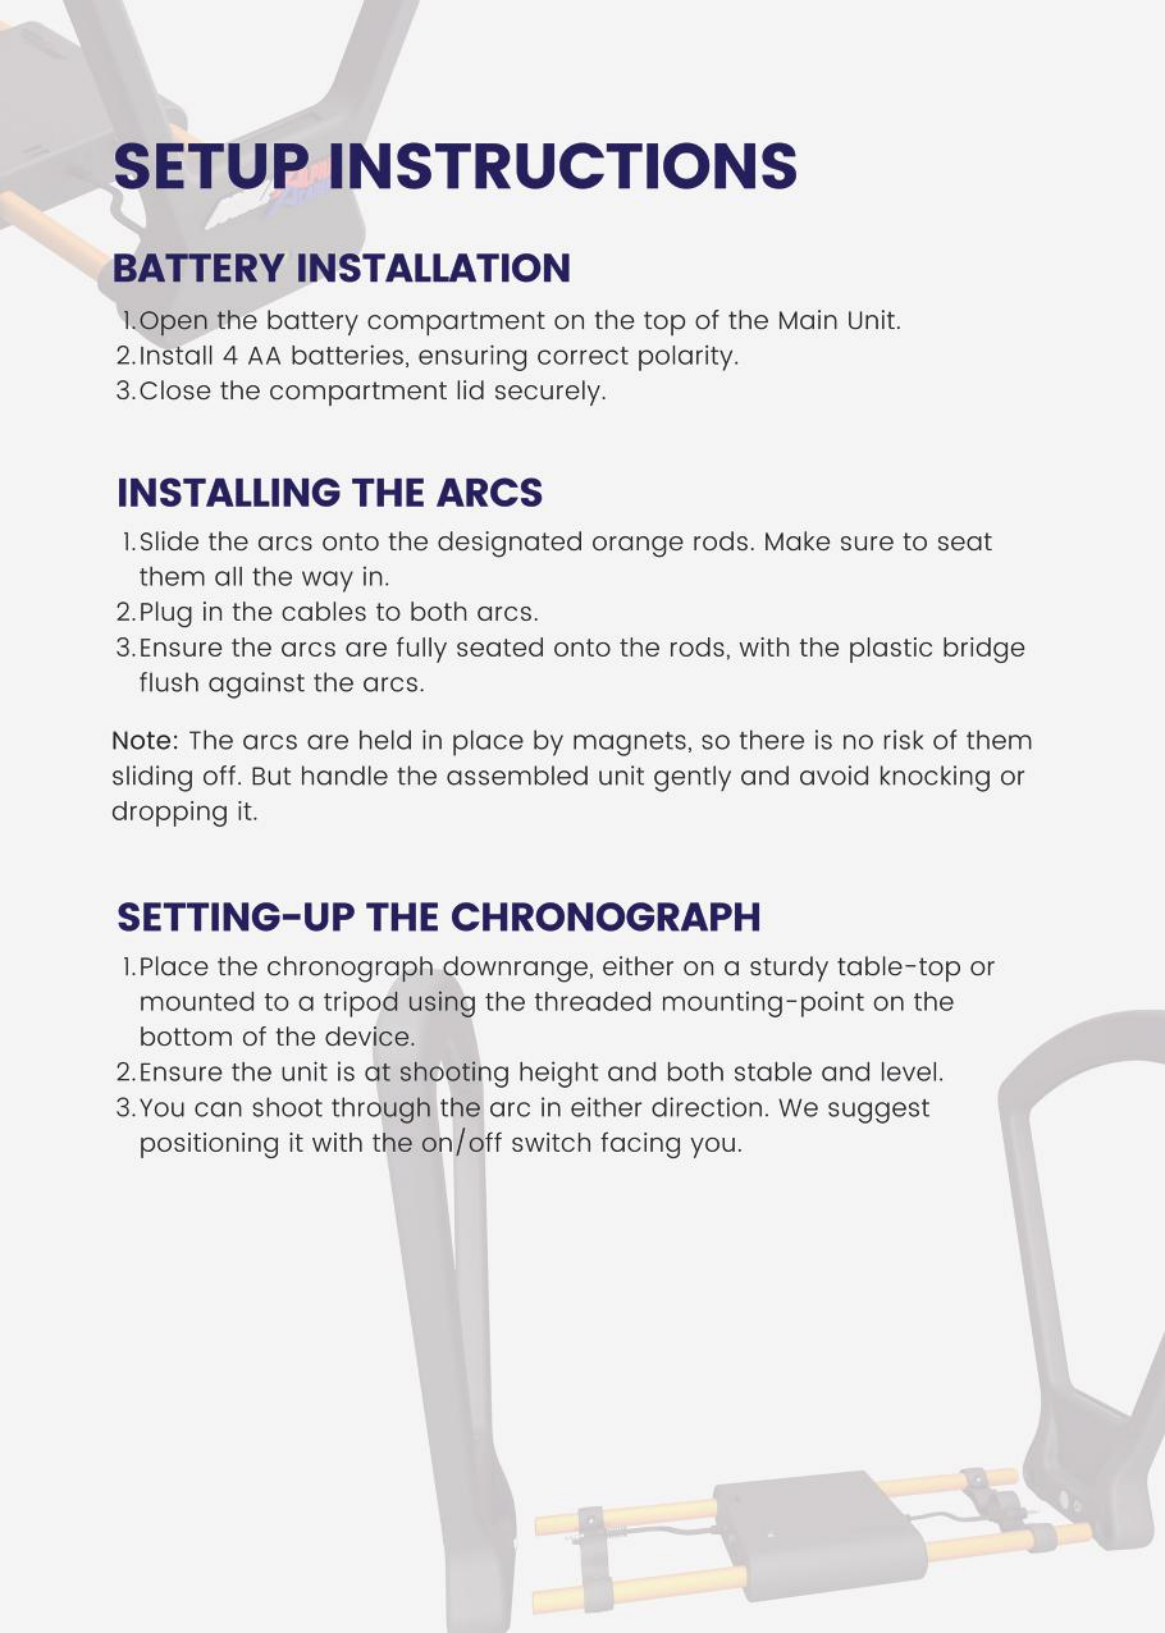 SETUP INSTRUCTIONS
BATTERY INSTALLATION
1.Open the battery compartment on the top of the Main Unit.
2.Install 4 AA batteries, ensuring correct polarity.
3.Close the compartment lid securely.
INSTALLING THE ARCS
1.Slide the arcs onto the designated orange rods. Make sure to seat
them all the way in.
2.Plug in the cables to both arcs.
3.Ensure the arcs are fully seated onto the rods, with the plastic bridge
flush against the arcs.
Note: The arcs are held in place by magnets, so there is no risk of them
sliding off. But handle the assembled unit gently and avoid knocking or
dropping it.
SETTING-UP THE CHRONOGRAPH
1.Place the chronograph downrange, either on a sturdy table-top or
mounted to a tripod using the threaded mounting-point on the
bottom of the device.
2.Ensure the unit is at shooting height and both stable and level.
3.You can shoot through the arc in either direction. We suggest
positioning it with the on/off switch facing you.